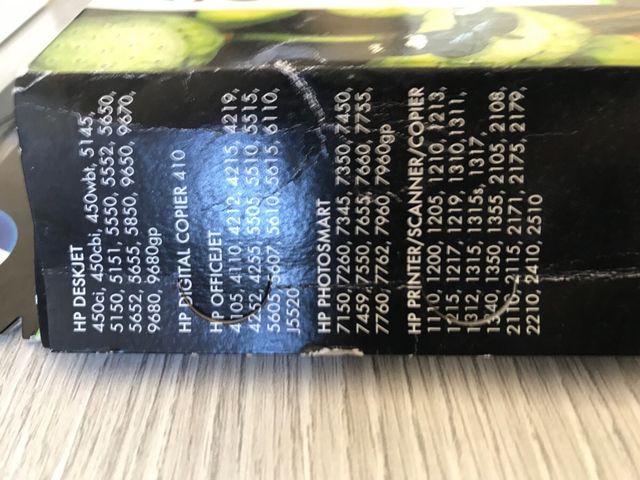 HP DESKJET
450ci, 450cbi, 450wbt, 5145,
5150, 5151, 5550, 5552, 5650,
5652, 5655, 5850, 9650, 9670,
9680, 9680gp
HP DIGITAL COPIER 410
HP OFFICEJET
4105, 4110, 4212, 4215, 4219,
4252, 4255, 5505, 5510, 5515,
5605, 5607, 5610, 5615, 6110,
J5520
HP PHOTOSMART
7150, 7260, 7345, 7350, 7450,
7459, 7550, 7655, 7660, 7755,
7760, 7762, 7960, 7960gp
HP PRINTER/SCANNER/COPIER
1110, 1200, 1205, 1210, 1213,
1215, 1217, 1219, 1310, 1311,
1312, 1315, 1315s, 1317,
1340, 1350, 1355, 2105, 2108,
2110, 2115, 2171, 2175, 2179,
2210, 2410, 2510